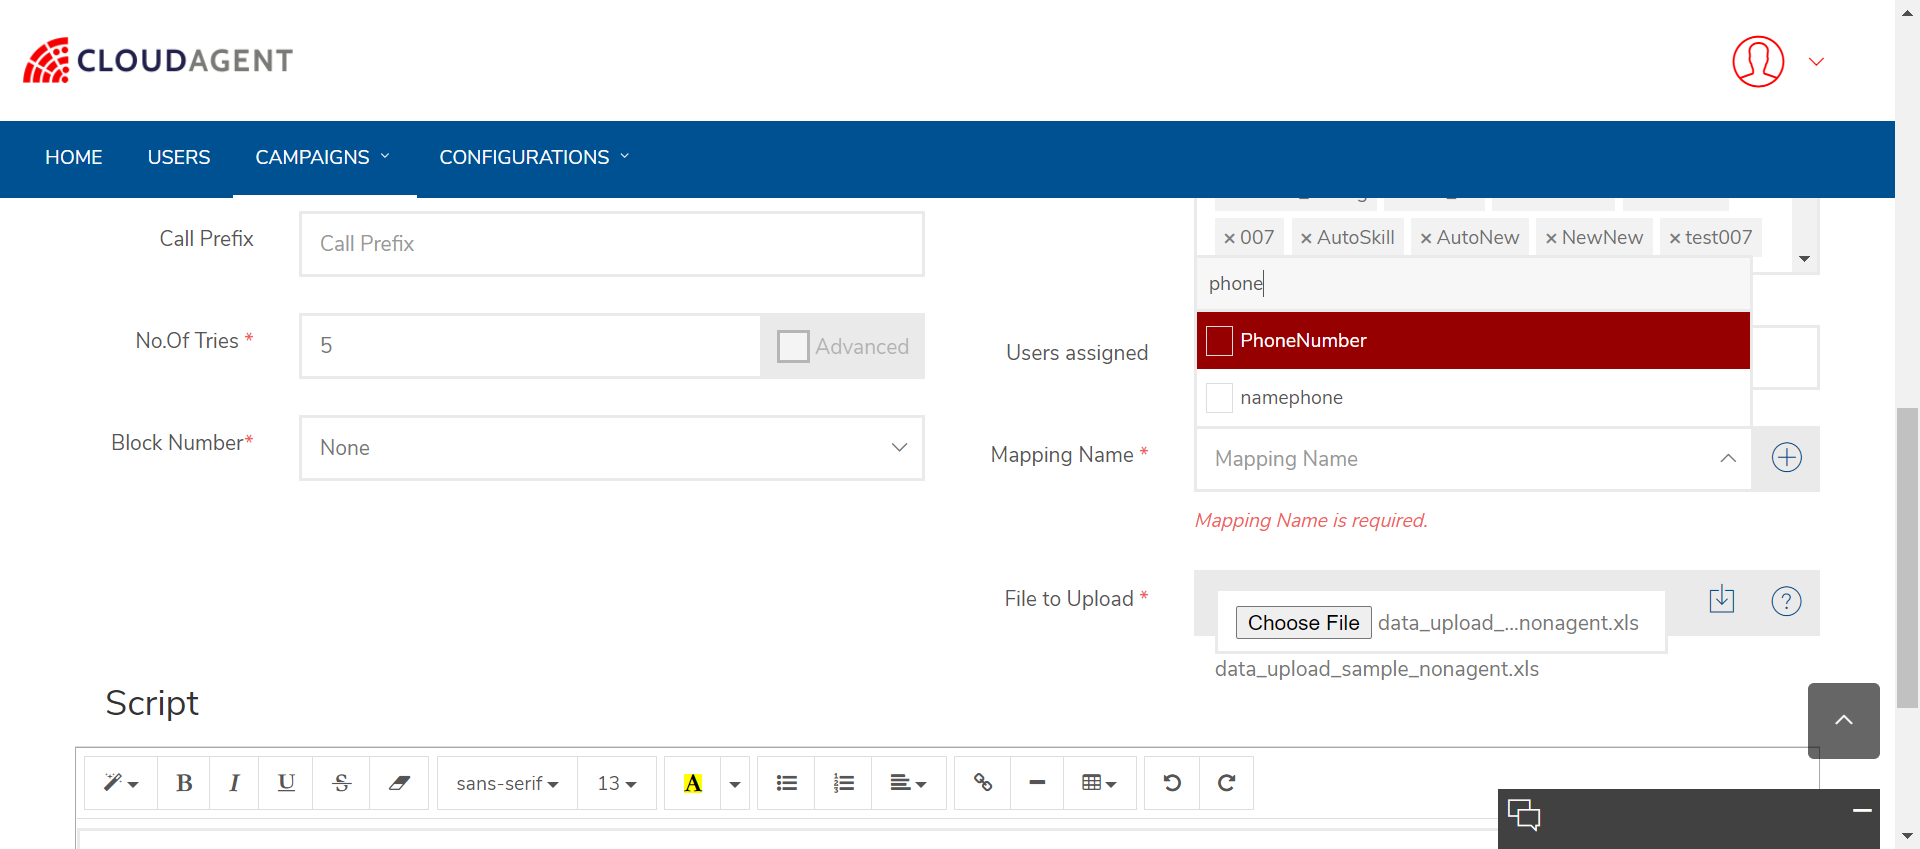 CLOUDAGENT
HOME USERS CAMPAIGNS CONFIGURATIONS
Call Prefix Call Prefix
× 007 × AutoSkill × AutoNew × NewNew × test007
phone
No.Of Tries * 5 Advanced
Users assigned
PhoneNumber
namephone
Block Number* None
Mapping Name * Mapping Name
Mapping Name is required.
File to Upload *
Choose File data_upload_...nonagent.xls
data_upload_sample_nonagent.xls
Script
B I U S sans-serif 13 A